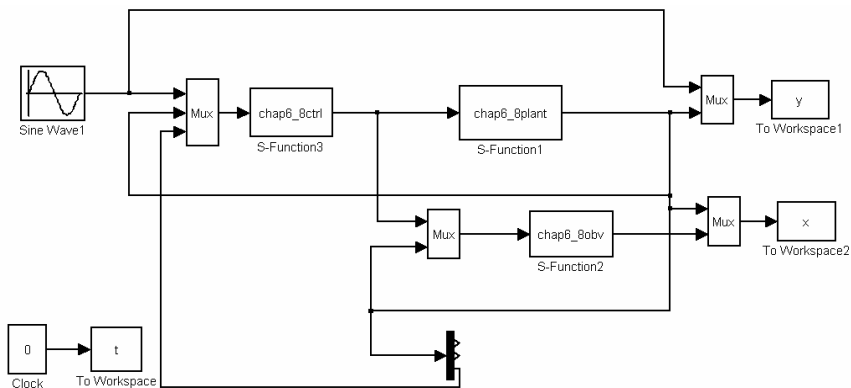 Sine Wave1
Mux
chap6_8ctrl
S-Function3
chap6_8plant
S-Function1
Mux
y
To Workspace1
Mux
chap6_8obv
S-Function2
Mux
x
To Workspace2
0
Clock
t
To Workspace